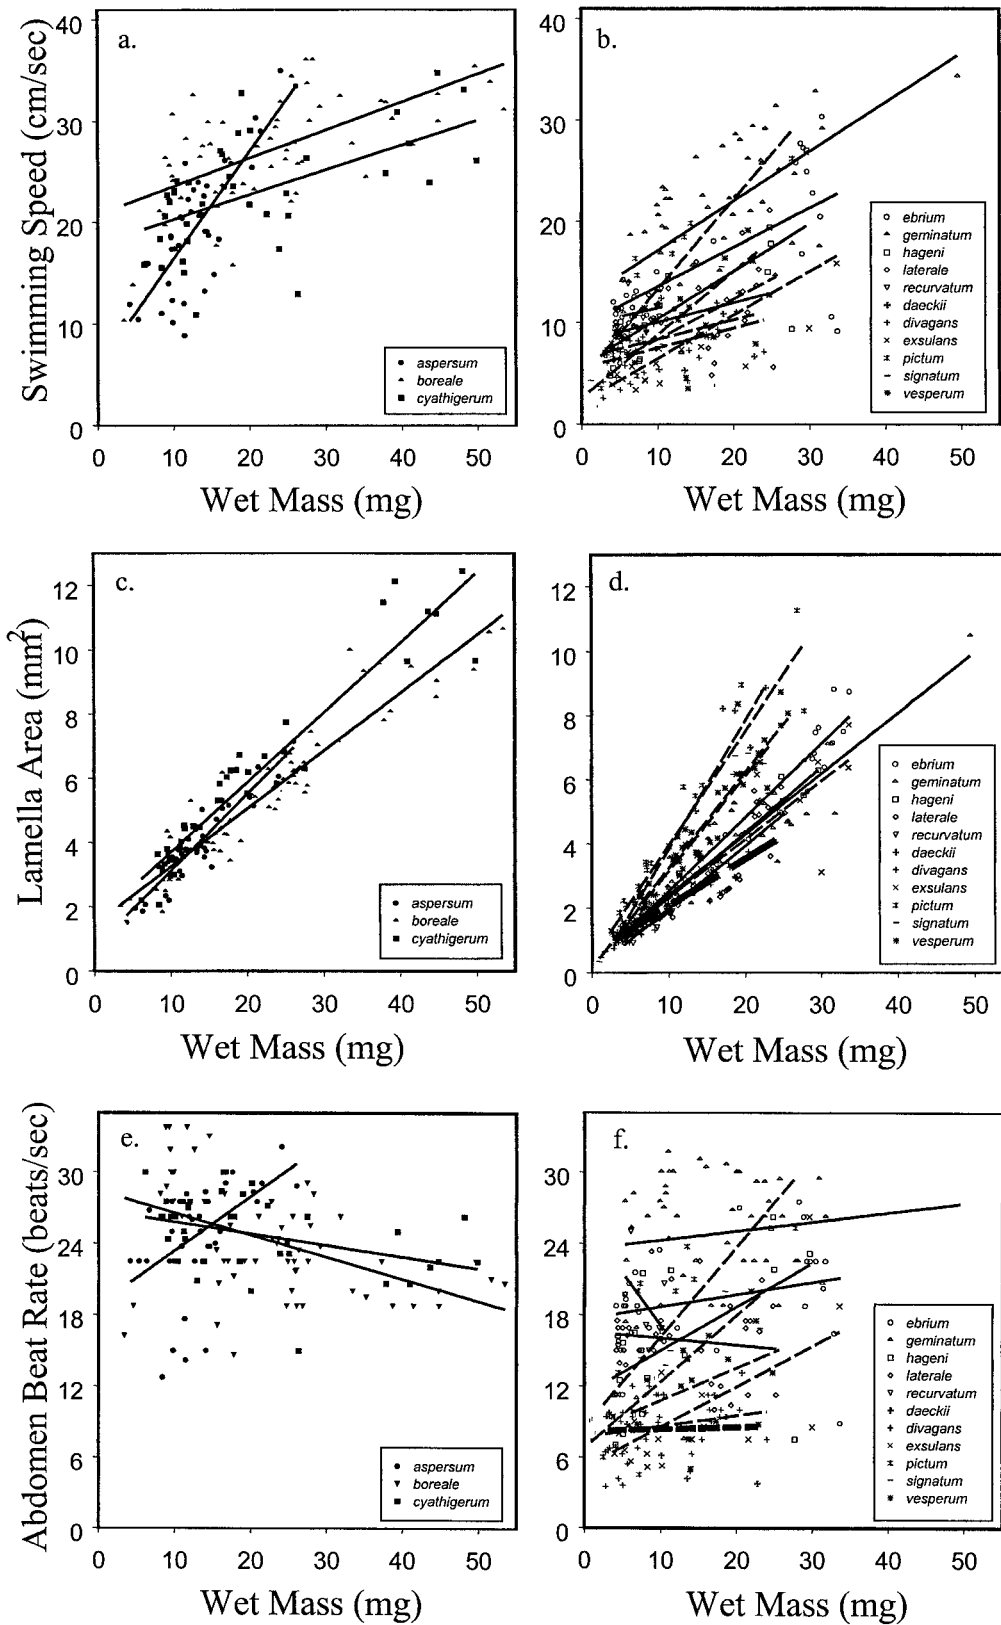 Swimming Speed (cm/sec)
40
30
20
10
0
a.
aspersum
boreale
cyathigerum
0 10 20 30 40 50
Wet Mass (mg)
40
30
20
10
0
b.
ebrium
geminatum
hageni
laterale
recurvatum
daeckii
divagans
exsulans
pictum
signatum
vesperum
0 10 20 30 40 50
Wet Mass (mg)
Lamella Area (mm²)
12
10
8
6
4
2
0
c.
aspersum
boreale
cyathigerum
0 10 20 30 40 50
Wet Mass (mg)
12
10
8
6
4
2
0
d.
ebrium
geminatum
hageni
laterale
recurvatum
daeckii
divagans
exsulans
pictum
signatum
vesperum
0 10 20 30 40 50
Wet Mass (mg)
Abdomen Beat Rate (beats/sec)
30
24
18
12
6
0
e.
aspersum
boreale
cyathigerum
0 10 20 30 40 50
Wet Mass (mg)
30
24
18
12
6
0
f.
ebrium
geminatum
hageni
laterale
recurvatum
daeckii
divagans
exsulans
pictum
signatum
vesperum
0 10 20 30 40 50
Wet Mass (mg)